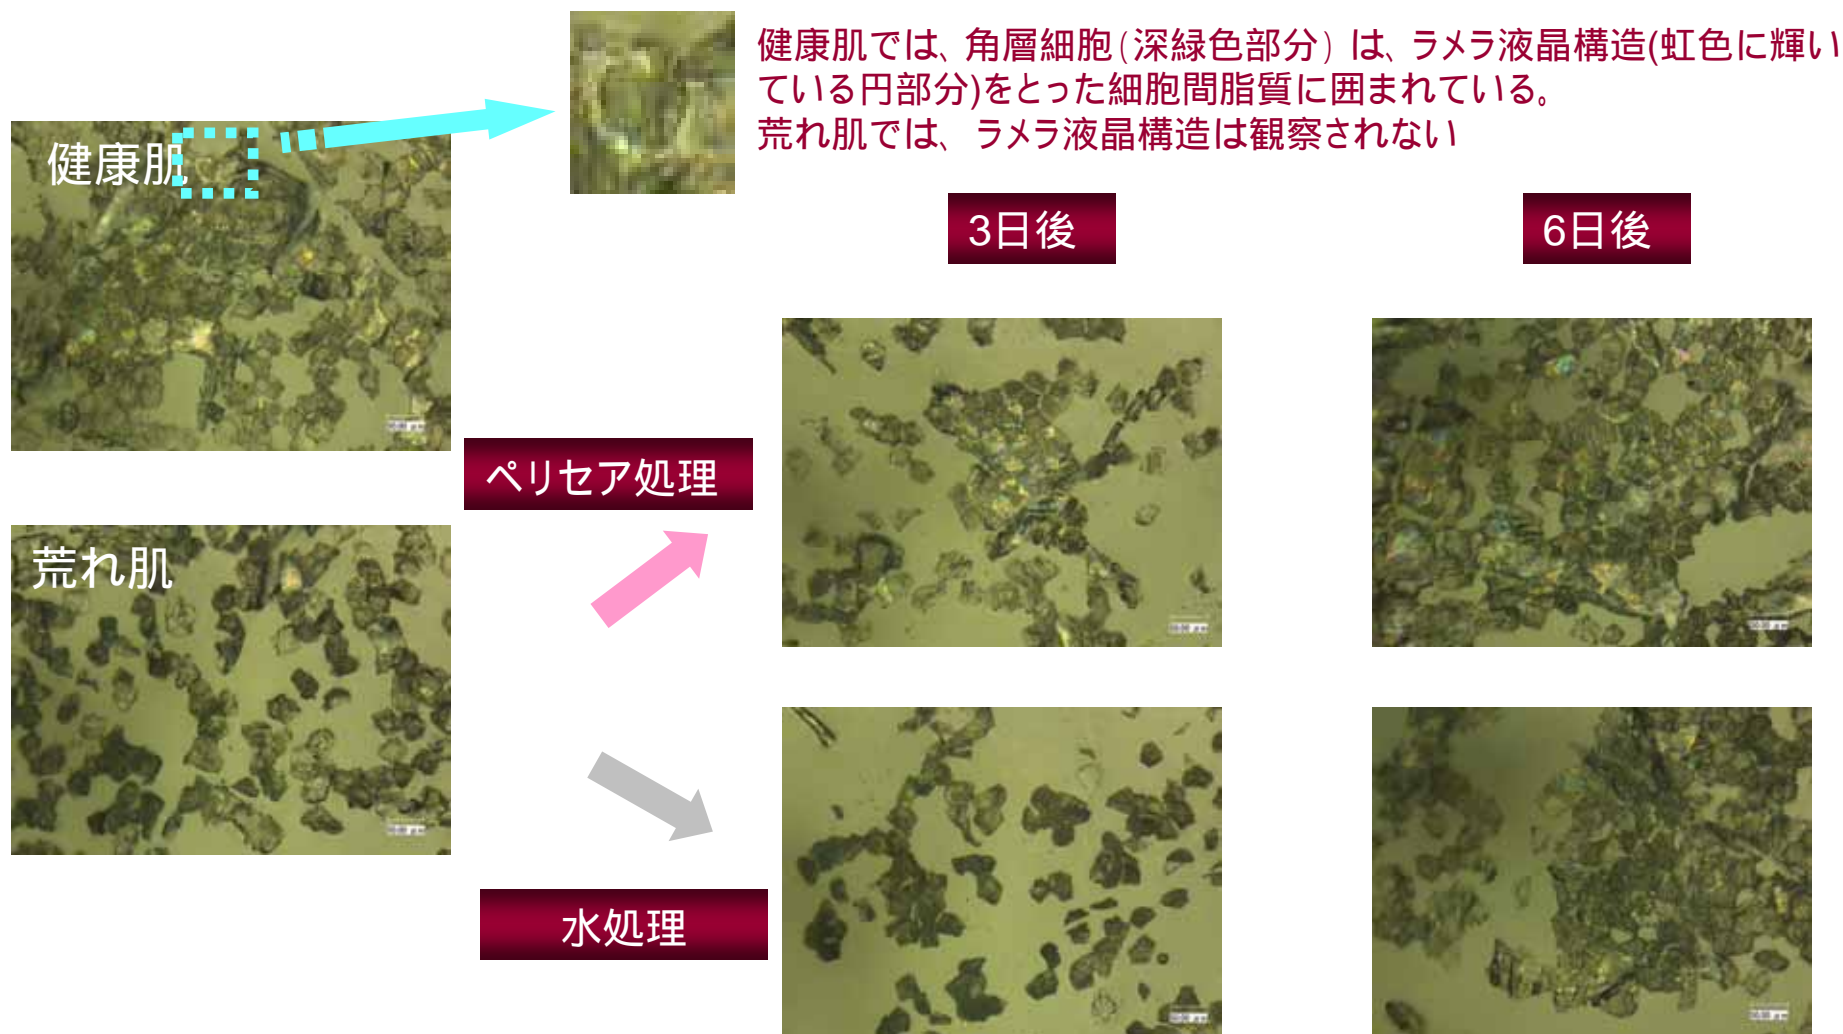 健康肌では、角層細胞(深緑色部分) は、ラメラ液晶構造(虹色に輝い
ている円部分)をとった細胞間脂質に囲まれている。
荒れ肌では、ラメラ液晶構造は観察されない
健康肌
3日後
6日後
ペリセア処理
荒れ肌
水処理